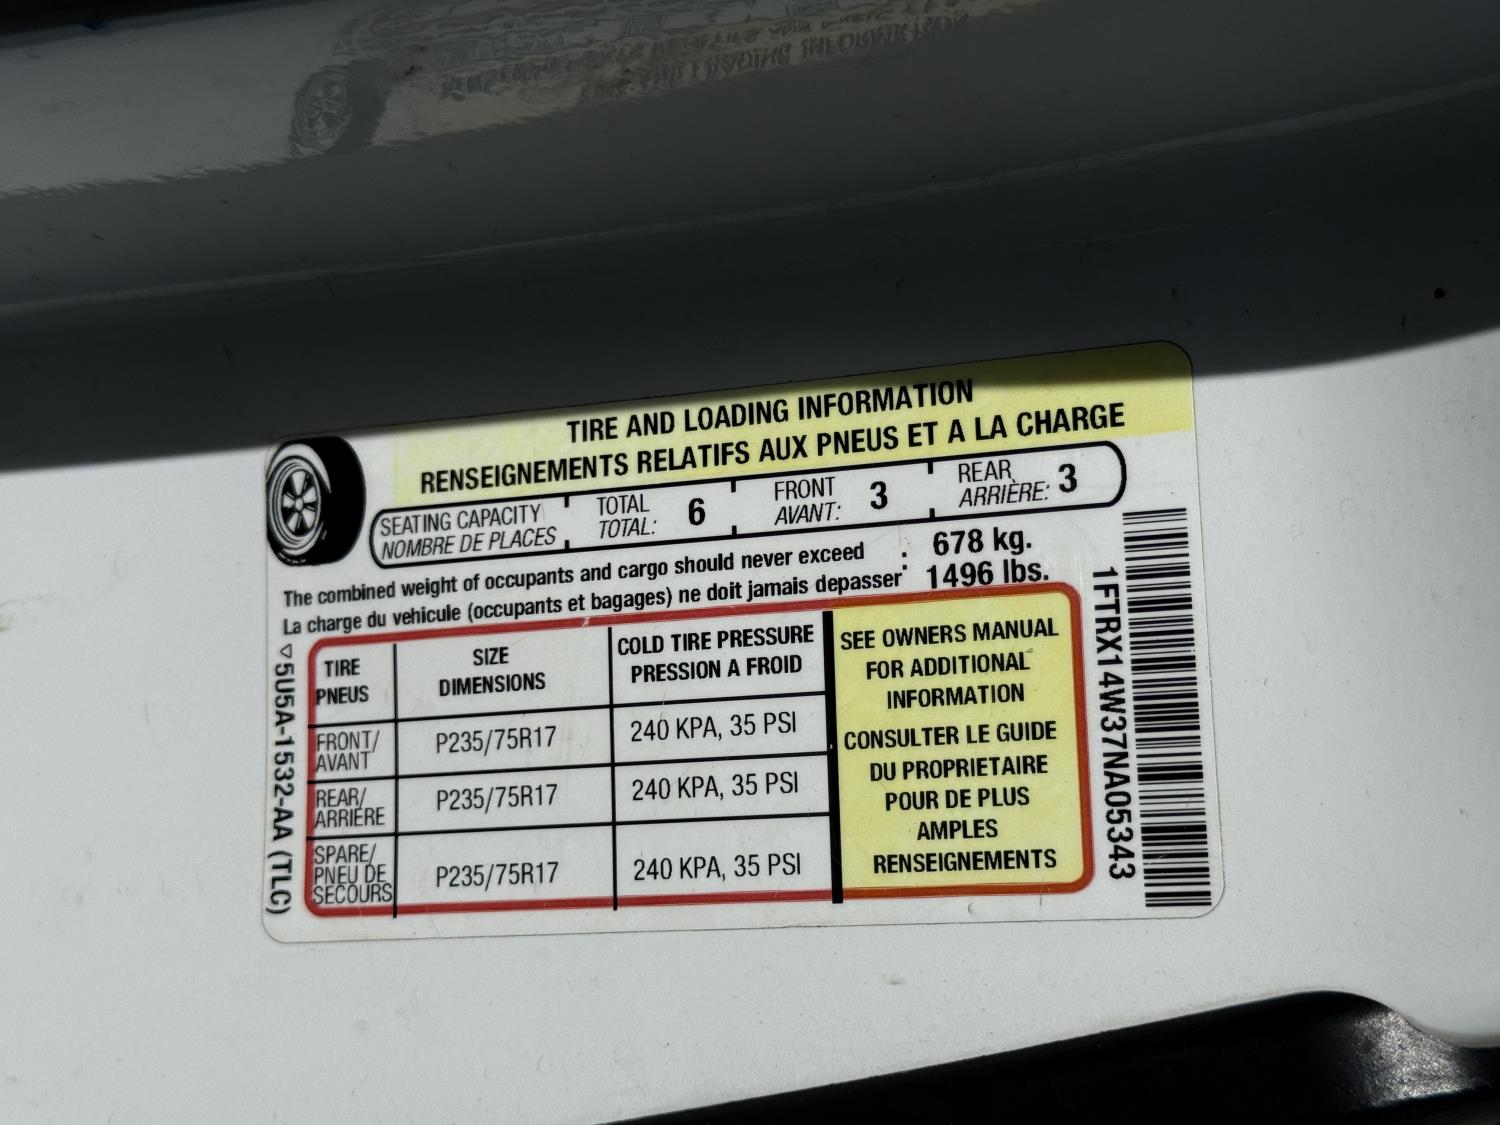 TIRE AND LOADING INFORMATION
RENSEIGNEMENTS RELATIFS AUX PNEUS ET A LA CHARGE
SEATING CAPACITY
NOMBRE DE PLACES
TOTAL
TOTAL: 6
FRONT
AVANT: 3
REAR
ARRIÈRE: 3
The combined weight of occupants and cargo should never exceed : 678 kg.
La charge du vehicule (occupants et bagages) ne doit jamais depasser 1496 lbs.
TIRE
PNEUS
SIZE
DIMENSIONS
COLD TIRE PRESSURE
PRESSION A FROID
FRONT/
AVANT
P235/75R17
240 KPA, 35 PSI
REAR/
ARRIERE
P235/75R17
240 KPA, 35 PSI
SPARE/
PNEU DE
SECOURS
P235/75R17
240 KPA, 35 PSI
SEE OWNERS MANUAL
FOR ADDITIONAL
INFORMATION
CONSULTER LE GUIDE
DU PROPRIETAIRE
POUR DE PLUS
AMPLES
RENSEIGNEMENTS
5U5A-1532-AA (TLC)
1FTRX14W37NA05343